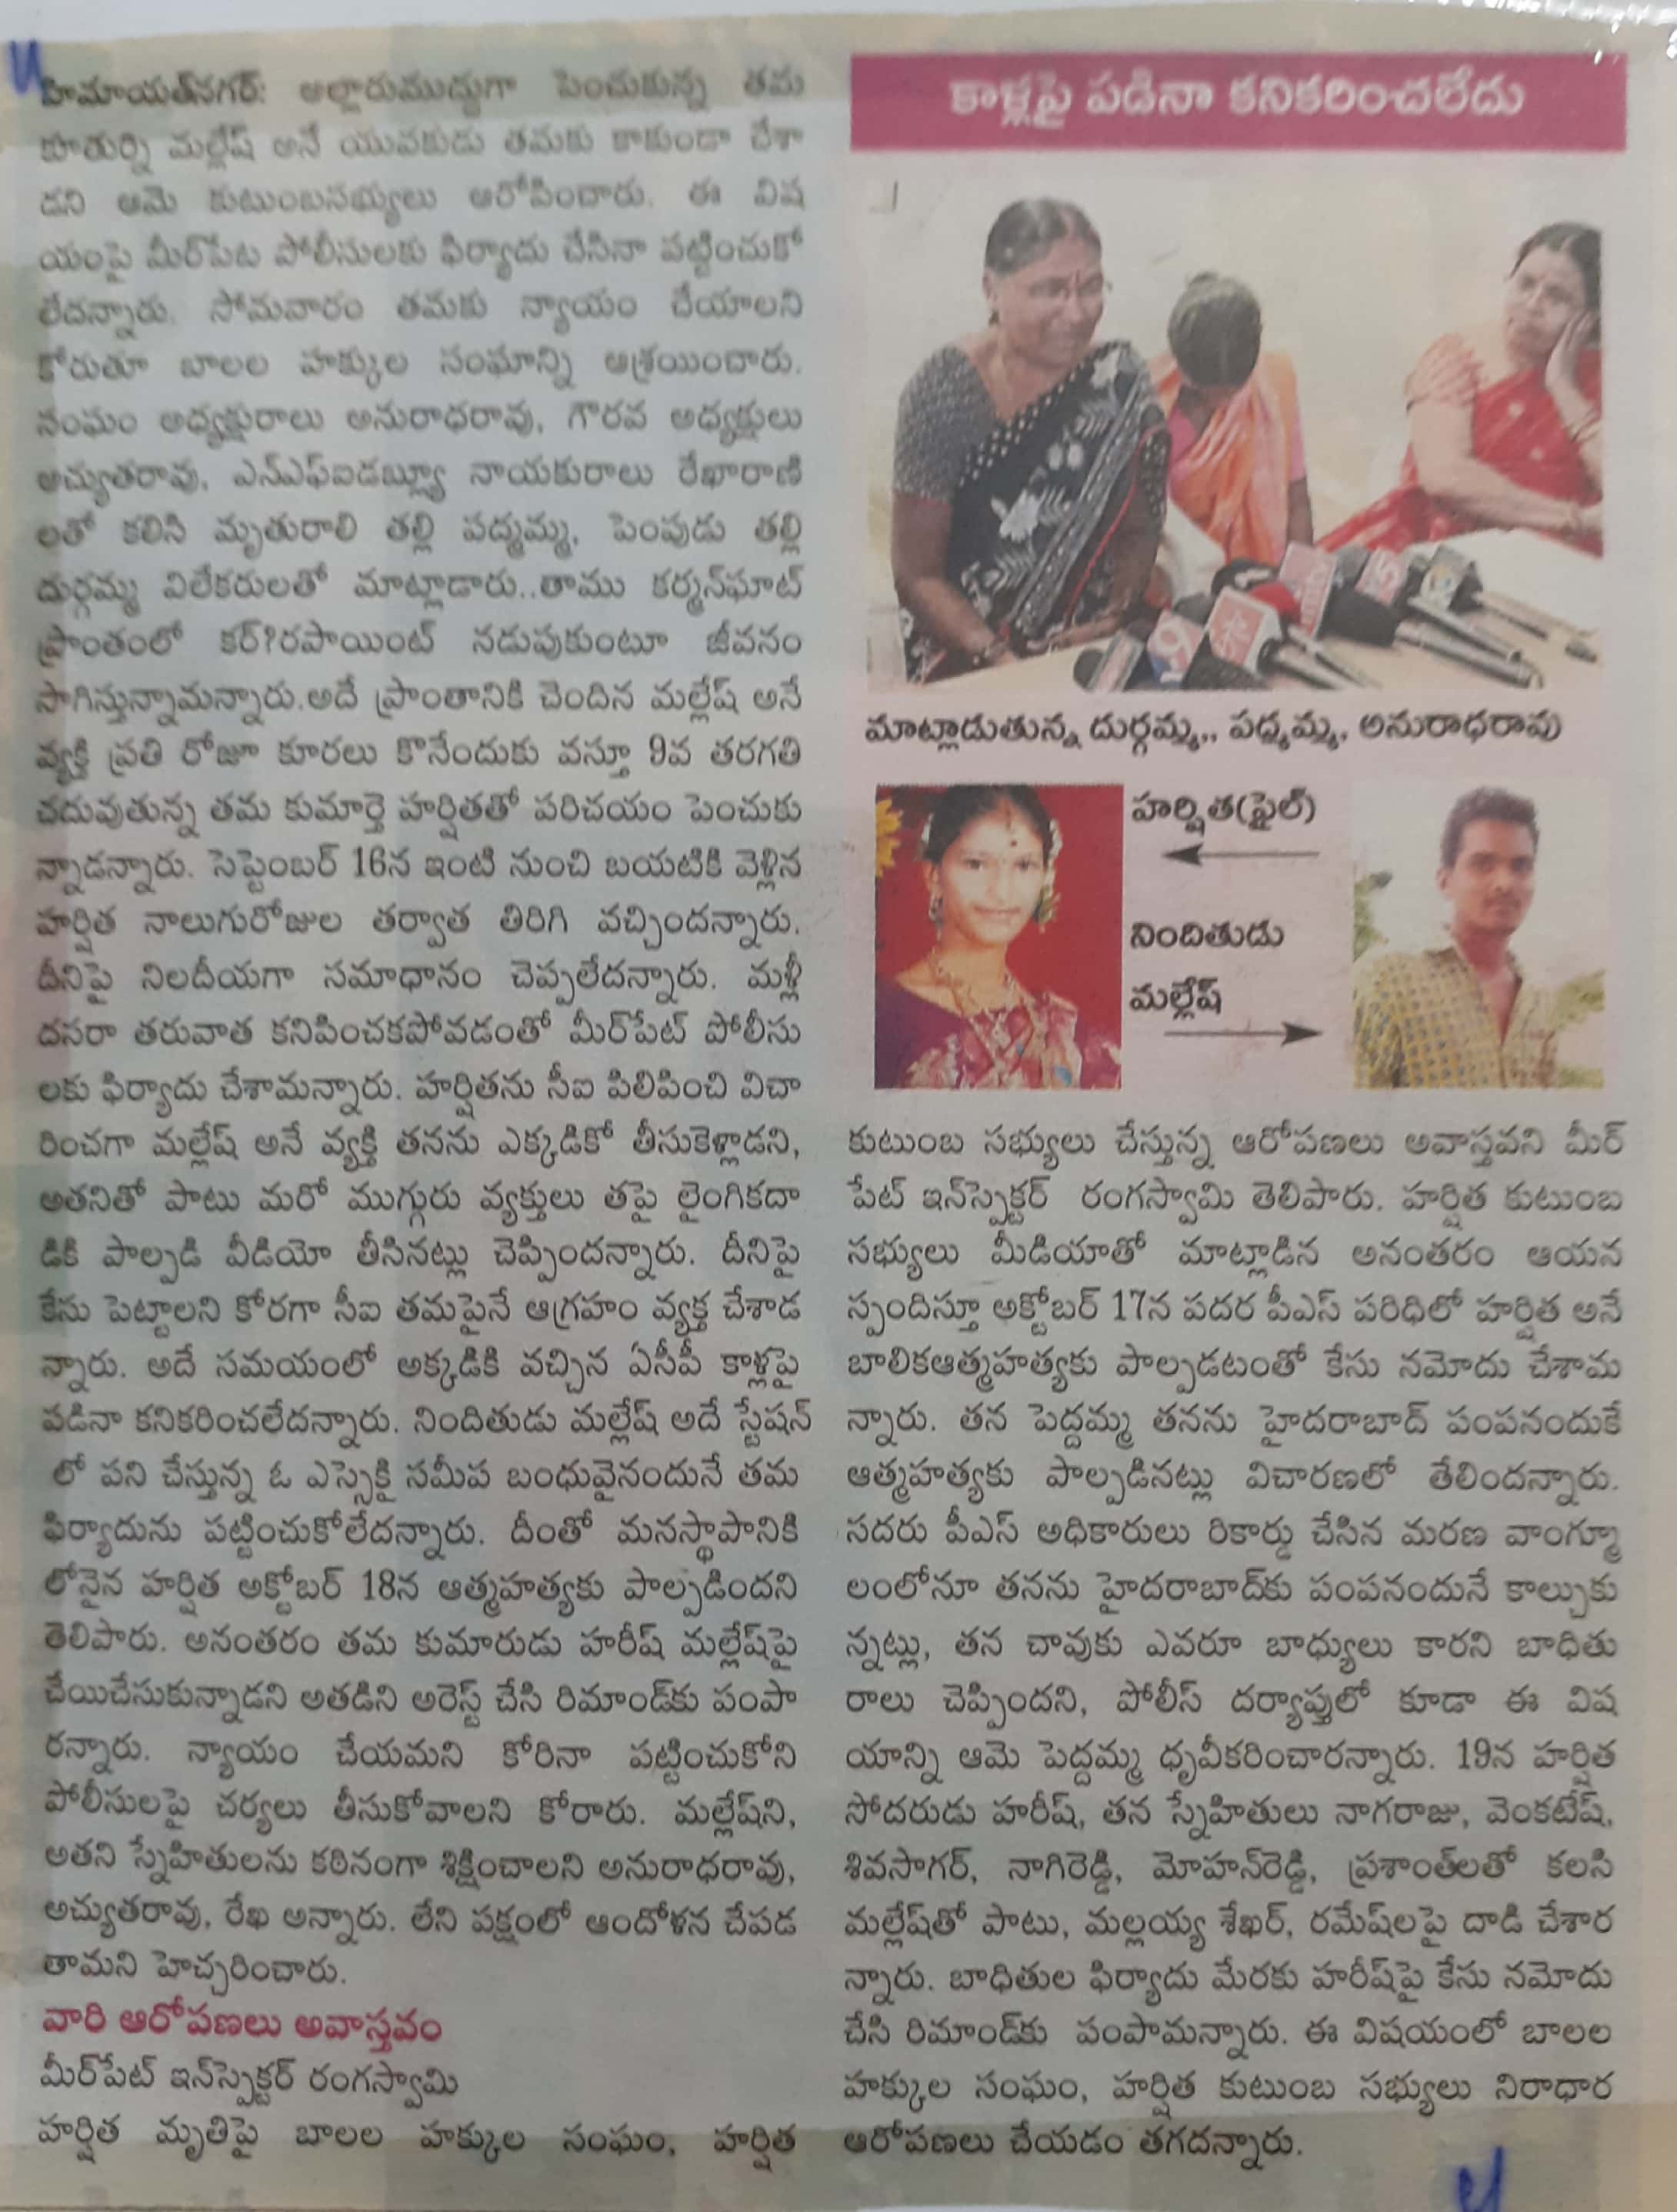 హిమాయత్‌నగర్: అల్లారుముద్దుగా పెంచుకున్న తమ
కూతుర్ని మల్లేష్ అనే యువకుడు తమకు కాకుండా చేశా
డని ఆమె కుటుంబసభ్యులు ఆరోపించారు. ఈ విష
యంపై మీర్‌పేట పోలీసులకు ఫిర్యాదు చేసినా పట్టించుకో
లేదన్నారు. సోమవారం తమకు న్యాయం చేయాలని
కోరుతూ బాలల హక్కుల సంఘాన్ని ఆశ్రయించారు.
సంఘం అధ్యక్షురాలు అనురాధరావు, గౌరవ అధ్యక్షులు
అచ్యుతరావు, ఎన్ఎఫ్ఐడబ్ల్యూ నాయకురాలు రేఖారాణి
లతో కలిసి మృతురాలి తల్లి పద్మమ్మ, పెంపుడు తల్లి
దుర్గమ్మ విలేకరులతో మాట్లాడారు..తాము కర్మన్‌ఘాట్
ప్రాంతంలో కర్?రపాయింట్ నడుపుకుంటూ జీవనం
సాగిస్తున్నామన్నారు.అదే ప్రాంతానికి చెందిన మల్లేష్ అనే
వ్యక్తి ప్రతి రోజూ కూరలు కొనేందుకు వస్తూ 9వ తరగతి
చదువుతున్న తమ కుమార్తె హర్షితతో పరిచయం పెంచుకు
న్నాడన్నారు. సెప్టెంబర్ 16న ఇంటి నుంచి బయటికి వెళ్లిన
హర్షిత నాలుగురోజుల తర్వాత తిరిగి వచ్చిందన్నారు.
దీనిపై నిలదీయగా సమాధానం చెప్పలేదన్నారు. మళ్లీ
దసరా తరువాత కనిపించకపోవడంతో మీర్‌పేట్ పోలీసు
లకు ఫిర్యాదు చేశామన్నారు. హర్షితను సీఐ పిలిపించి విచా
రించగా మల్లేష్ అనే వ్యక్తి తనను ఎక్కడికో తీసుకెళ్లాడని,
అతనితో పాటు మరో ముగ్గురు వ్యక్తులు తపై లైంగికదా
డికి పాల్పడి వీడియో తీసినట్లు చెప్పిందన్నారు. దీనిపై
కేసు పెట్టాలని కోరగా సీఐ తమపైనే ఆగ్రహం వ్యక్త చేశాడ
న్నారు. అదే సమయంలో అక్కడికి వచ్చిన ఏసీపీ కాళ్లపై
పడినా కనికరించలేదన్నారు. నిందితుడు మల్లేష్ అదే స్టేషన్
లో పని చేస్తున్న ఓ ఎస్సైకి సమీప బంధువైనందునే తమ
ఫిర్యాదును పట్టించుకోలేదన్నారు. దీంతో మనస్థాపానికి
లోనైన హర్షిత అక్టోబర్ 18న ఆత్మహత్యకు పాల్పడిందని
తెలిపారు. అనంతరం తమ కుమారుడు హరీష్ మల్లేష్‌పై
చేయిచేసుకున్నాడని అతడిని అరెస్ట్ చేసి రిమాండ్‌కు పంపా
రన్నారు. న్యాయం చేయమని కోరినా పట్టించుకోని
పోలీసులపై చర్యలు తీసుకోవాలని కోరారు. మల్లేష్‌ని,
అతని స్నేహితులను కఠినంగా శిక్షించాలని అనురాధరావు,
అచ్యుతరావు, రేఖ అన్నారు. లేని పక్షంలో ఆందోళన చేపడ
తామని హెచ్చరించారు.
వారి ఆరోపణలు అవాస్తవం
మీర్‌పేట్ ఇన్‌స్పెక్టర్ రంగస్వామి
హర్షిత మృతిపై బాలల హక్కుల సంఘం, హర్షిత
కాళ్లపై పడినా కనికరించలేదు
మాట్లాడుతున్న దుర్గమ్మ,, పద్మమ్మ, అనురాధరావు
హర్షిత(ఫైల్)
నిందితుడు
మల్లేష్
కుటుంబ సభ్యులు చేస్తున్న ఆరోపణలు అవాస్తవని మీర్
పేట్ ఇన్‌స్పెక్టర్ రంగస్వామి తెలిపారు. హర్షిత కుటుంబ
సభ్యులు మీడియాతో మాట్లాడిన అనంతరం ఆయన
స్పందిస్తూ అక్టోబర్ 17న పదర పీఎస్ పరిధిలో హర్షిత అనే
బాలికఆత్మహత్యకు పాల్పడటంతో కేసు నమోదు చేశామ
న్నారు. తన పెద్దమ్మ తనను హైదరాబాద్ పంపనందుకే
ఆత్మహత్యకు పాల్పడినట్లు విచారణలో తేలిందన్నారు.
సదరు పీఎస్ అధికారులు రికార్డు చేసిన మరణ వాంగ్మూ
లంలోనూ తనను హైదరాబాద్‌కు పంపనందునే కాల్చుకు
న్నట్లు, తన చావుకు ఎవరూ బాధ్యులు కారని బాధితు
రాలు చెప్పిందని, పోలీస్ దర్యాప్తులో కూడా ఈ విష
యాన్ని ఆమె పెద్దమ్మ ధృవీకరించారన్నారు. 19న హర్షిత
సోదరుడు హరీష్, తన స్నేహితులు నాగరాజు, వెంకటేష్,
శివసాగర్, నాగిరెడ్డి, మోహన్‌రెడ్డి, ప్రశాంత్‌లతో కలసి
మల్లేష్‌తో పాటు, మల్లయ్య శేఖర్, రమేష్‌లపై దాడి చేశార
న్నారు. బాధితుల ఫిర్యాదు మేరకు హరీష్‌పై కేసు నమోదు
చేసి రిమాండ్‌కు పంపామన్నారు. ఈ విషయంలో బాలల
హక్కుల సంఘం, హర్షిత కుటుంబ సభ్యులు నిరాధార
ఆరోపణలు చేయడం తగదన్నారు.